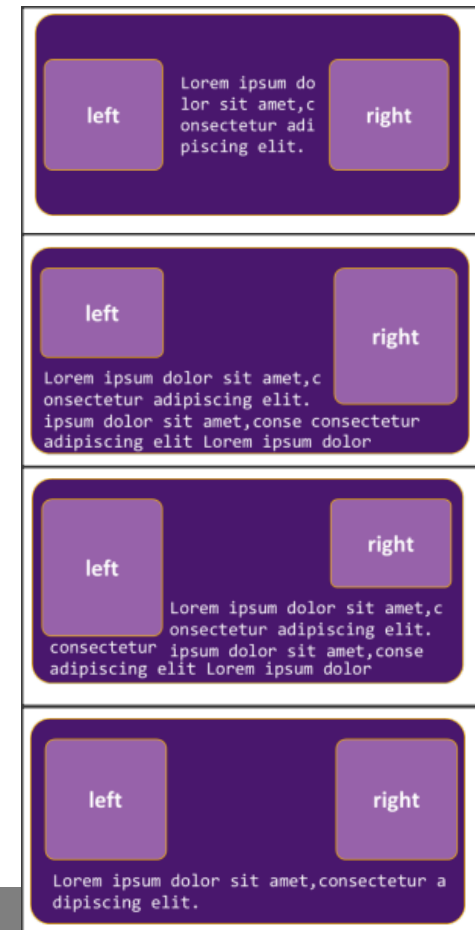 left
Lorem ipsum do
lor sit amet,c
onsectetur adi
piscing elit.
right
left
right
Lorem ipsum dolor sit amet,c
onsectetur adipiscing elit.
ipsum dolor sit amet,conse consectetur
adipiscing elit Lorem ipsum dolor
left
right
Lorem ipsum dolor sit amet,c
onsectetur adipiscing elit.
consectetur ipsum dolor sit amet,conse
adipiscing elit Lorem ipsum dolor
left
right
Lorem ipsum dolor sit amet,consectetur a
dipiscing elit.